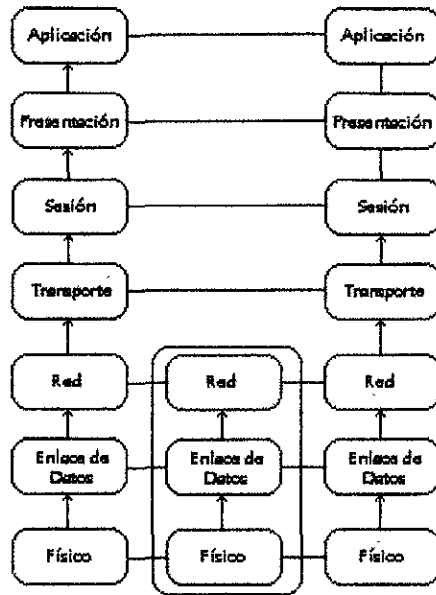 Aplicación Aplicación
Presentación Presentación
Sesión Sesión
Transporte Transporte
Red Red Red
Enlace de Enlace de Enlace de
Datos Datos Datos
Físico Físico Físico